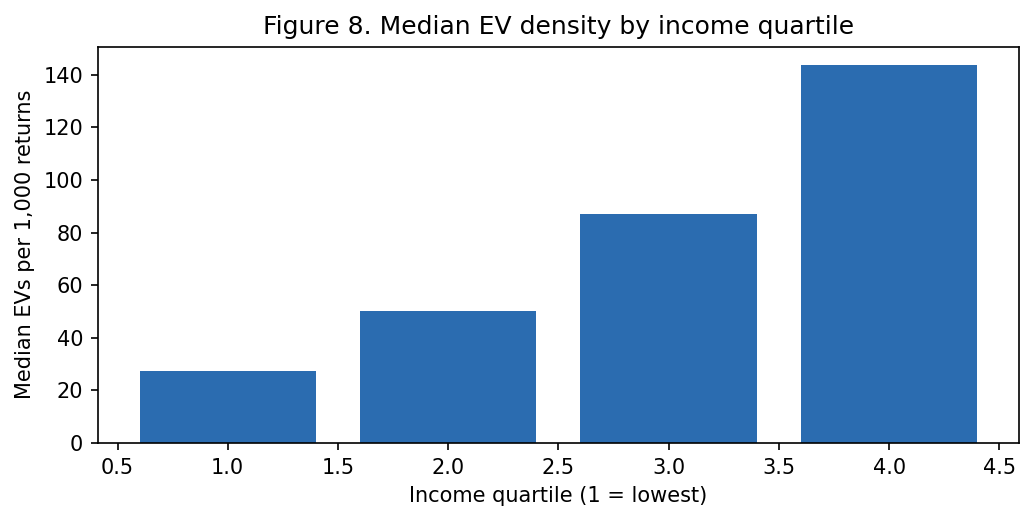 Figure 8. Median EV density by income quartile
Median EVs per 1,000 returns
140
120
100
80
60
40
20
0
0.5 1.0 1.5 2.0 2.5 3.0 3.5 4.0 4.5
Income quartile (1 = lowest)